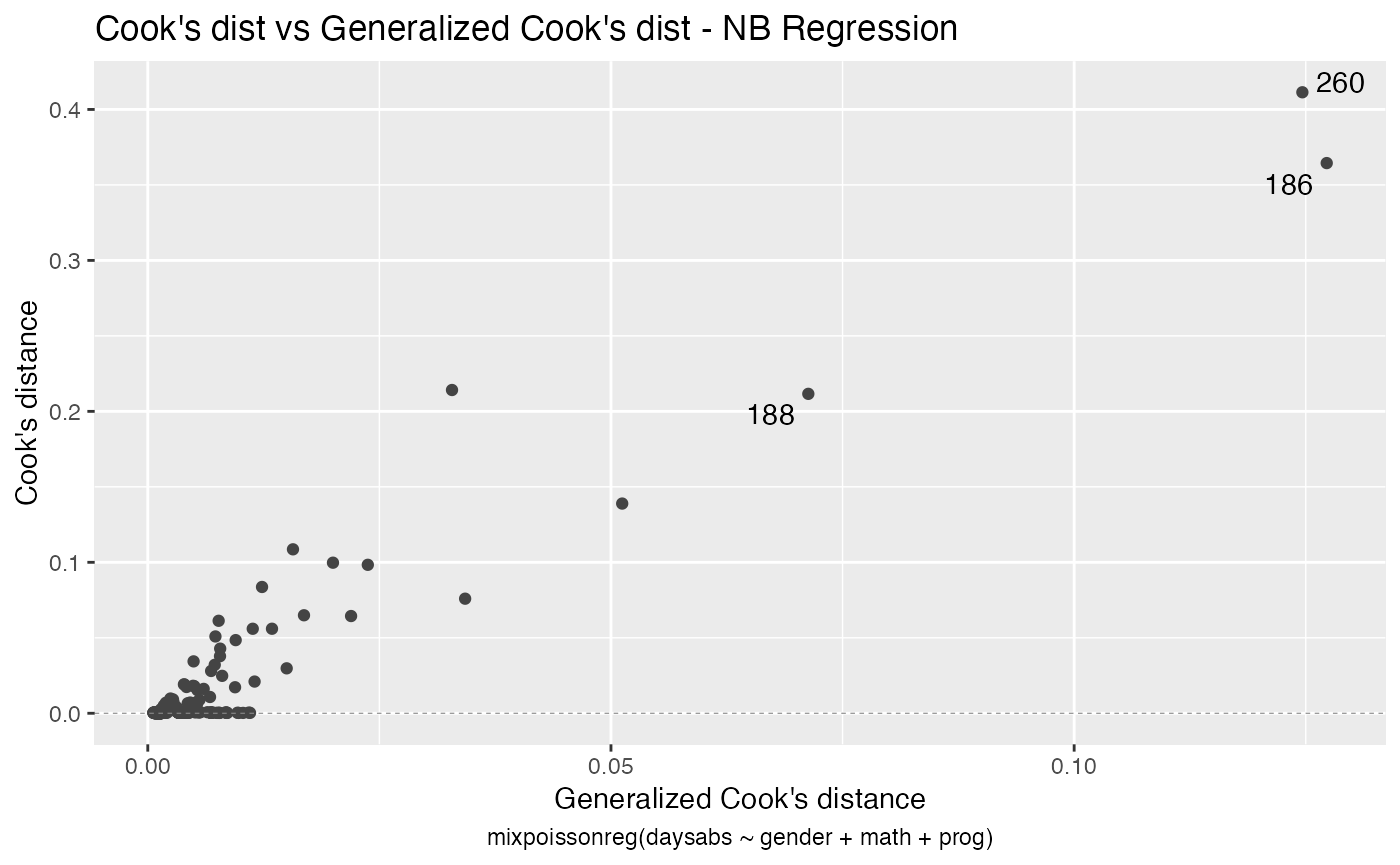 Cook's dist vs Generalized Cook's dist - NB Regression
260
0.4
186
0.3
Cook's distance
0.2
188
0.1
0.0
0.00 0.05 0.10
Generalized Cook's distance
mixpoissonreg(daysabs ~ gender + math + prog)